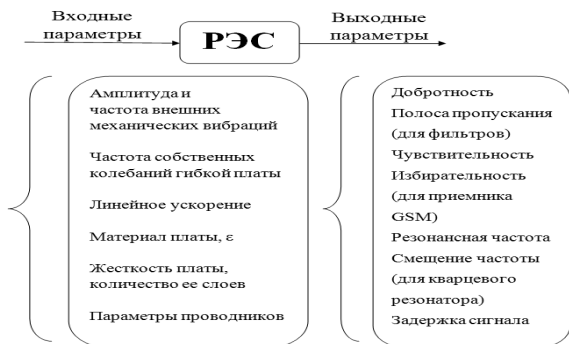 Входные
параметры
РЭС
Выходные
параметры
Амплитуда и
частота внешних
механических вибраций
Частота собственных
колебаний гибкой платы
Линейное ускорение
Материал платы, ε
Жесткость платы,
количество ее слоев
Параметры проводников
Добротность
Полоса пропускания
(для фильтров)
Чувствительность
Избирательность
(для приемника
GSM)
Резонансная частота
Смещение частоты
(для кварцевого
резонатора)
Задержка сигнала